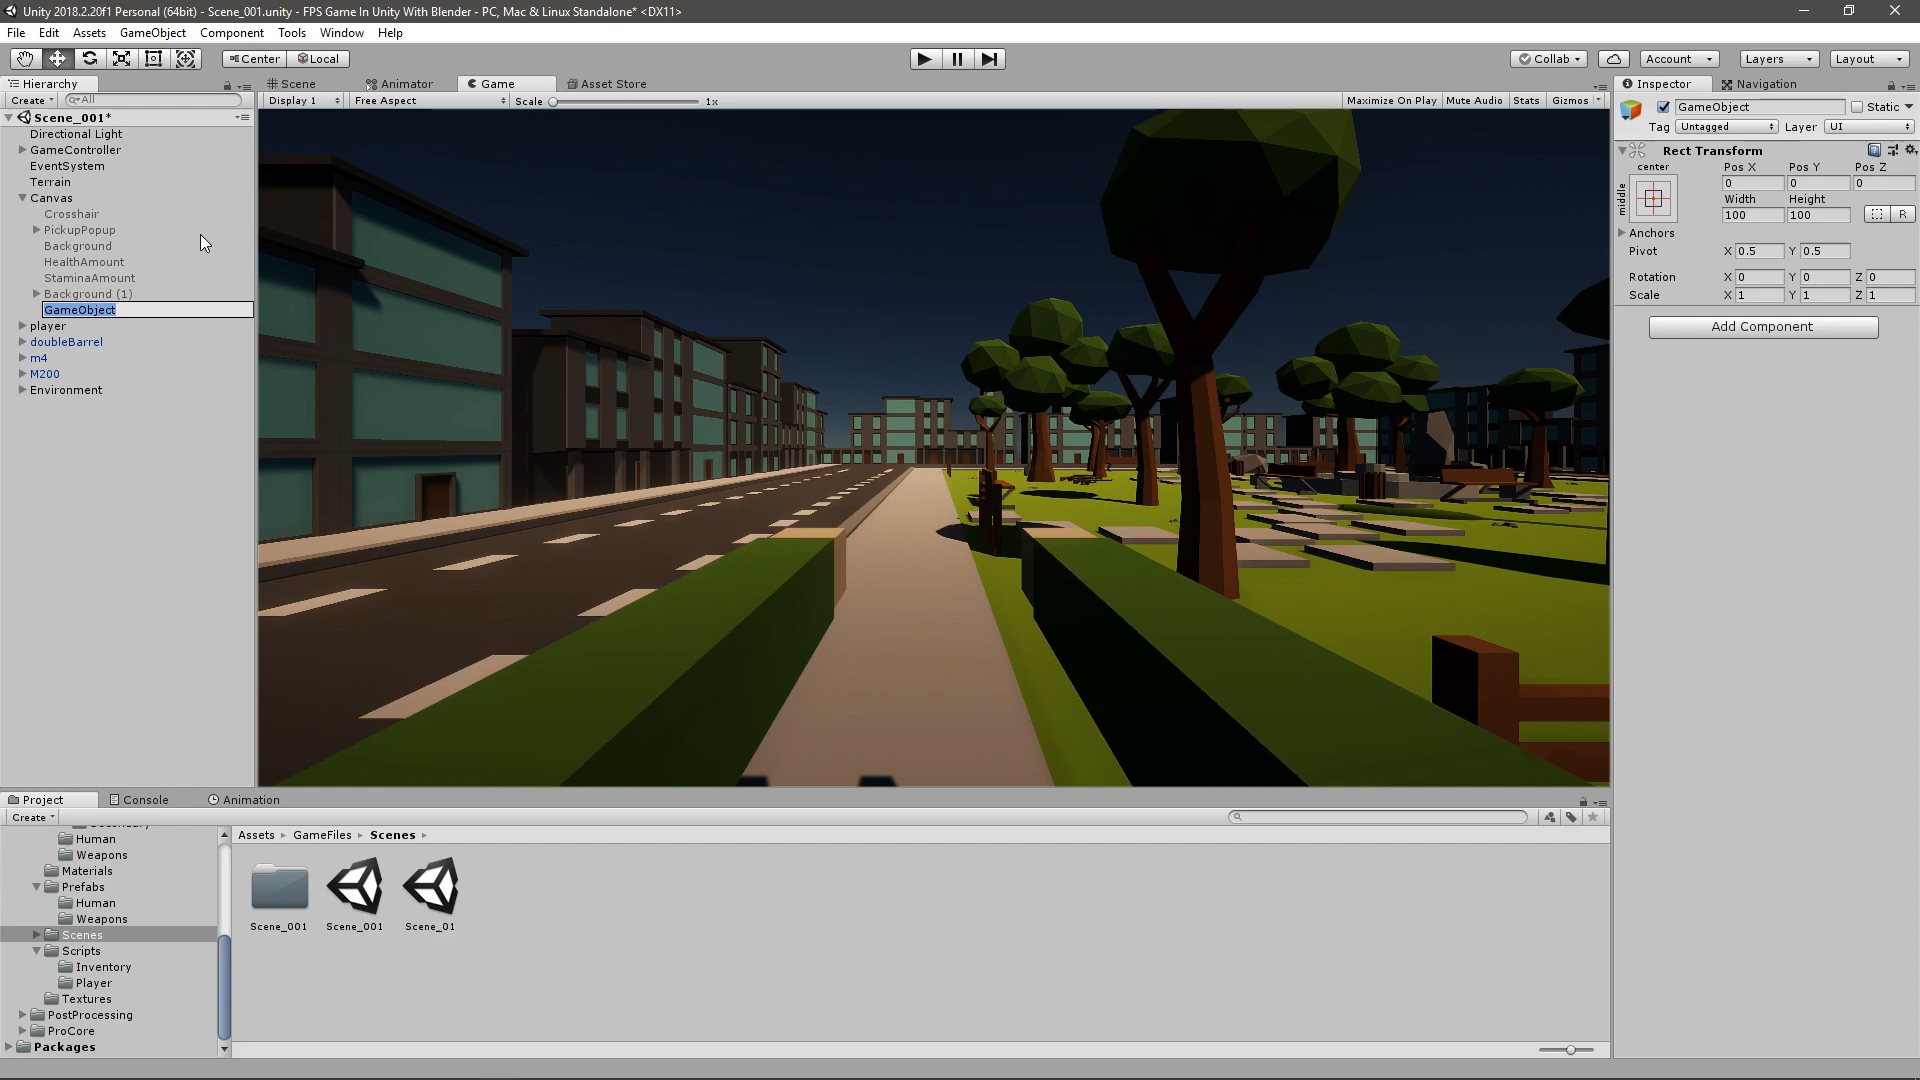 Unity 2018.2.20f1 Personal (64bit) - Scene_001.unity - FPS Game In Unity With Blender - PC, Mac & Linux Standalone* <DX11>
File Edit Assets GameObject Component Tools Window Help
Center Local Collab Account Layers Layout
Hierarchy
Create All
Scene_001*
Directional Light
GameController
EventSystem
Terrain
Canvas
Crosshair
PickupPopup
Background
HealthAmount
StaminaAmount
Background (1)
GameObject
player
doubleBarrel
m4
M200
Environment
Scene Animator Game Asset Store
Display 1 Free Aspect Scale 1x Maximize On Play Mute Audio Stats Gizmos
Inspector Navigation
GameObject Static
Tag Untagged Layer UI
Rect Transform
center Pos X Pos Y Pos Z
middle 0 0 0
Width Height
100 100 R
Anchors
Pivot X 0.5 Y 0.5
Rotation X 0 Y 0 Z 0
Scale X 1 Y 1 Z 1
Add Component
Project Console Animation
Create
Human
Weapons
Materials
Prefabs
Human
Weapons
Scenes
Scripts
Inventory
Player
Textures
PostProcessing
ProCore
Packages
Assets GameFiles Scenes
Scene_001 Scene_001 Scene_01